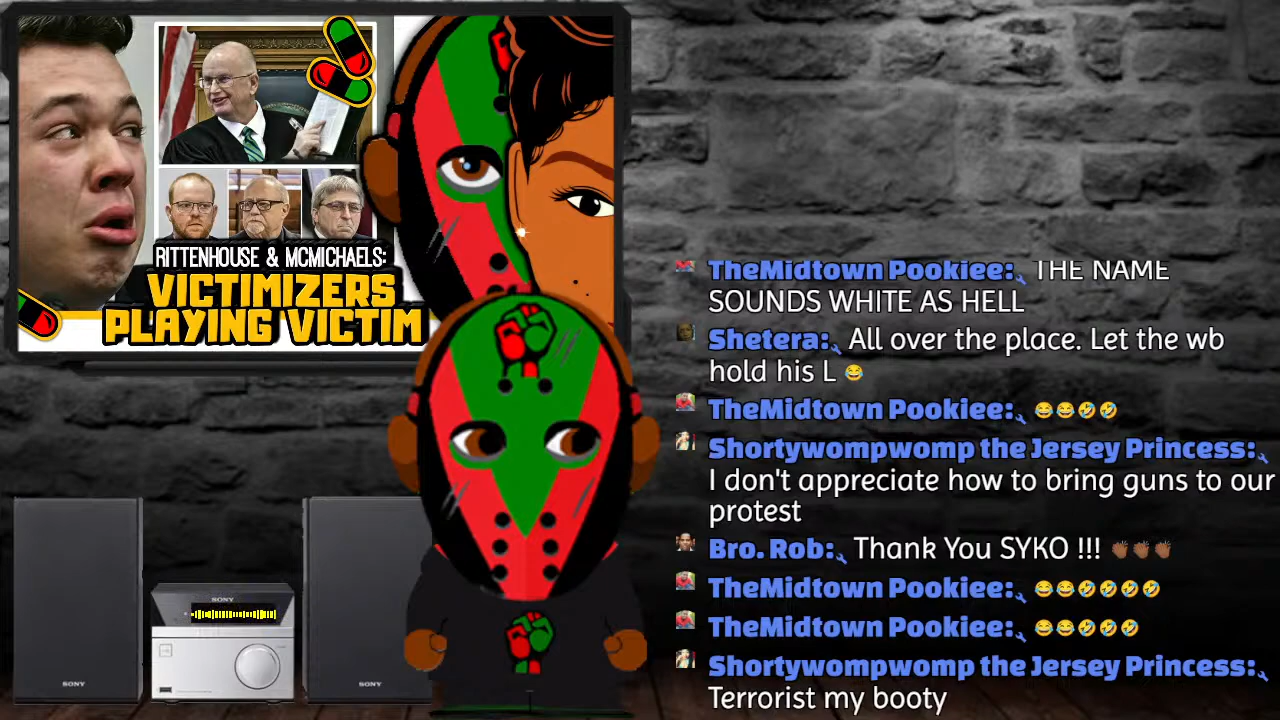 RITTENHOUSE & MCMICHAELS:
VICTIMIZERS
PLAYING VICTIM
TheMidtown Pookiee: THE NAME
SOUNDS WHITE AS HELL
Shetera: All over the place. Let the wb
hold his L 😂
TheMidtown Pookiee: 😂😂🤣🤣
Shortywompwomp the Jersey Princess:
I don't appreciate how to bring guns to our
protest
Bro. Rob: Thank You SYKO !!! 👏🏾👏🏾👏🏾
TheMidtown Pookiee: 😂😂🤣🤣🤣🤣
TheMidtown Pookiee: 😂😂🤣🤣🤣
Shortywompwomp the Jersey Princess:
Terrorist my booty
SONY
SONY
SONY